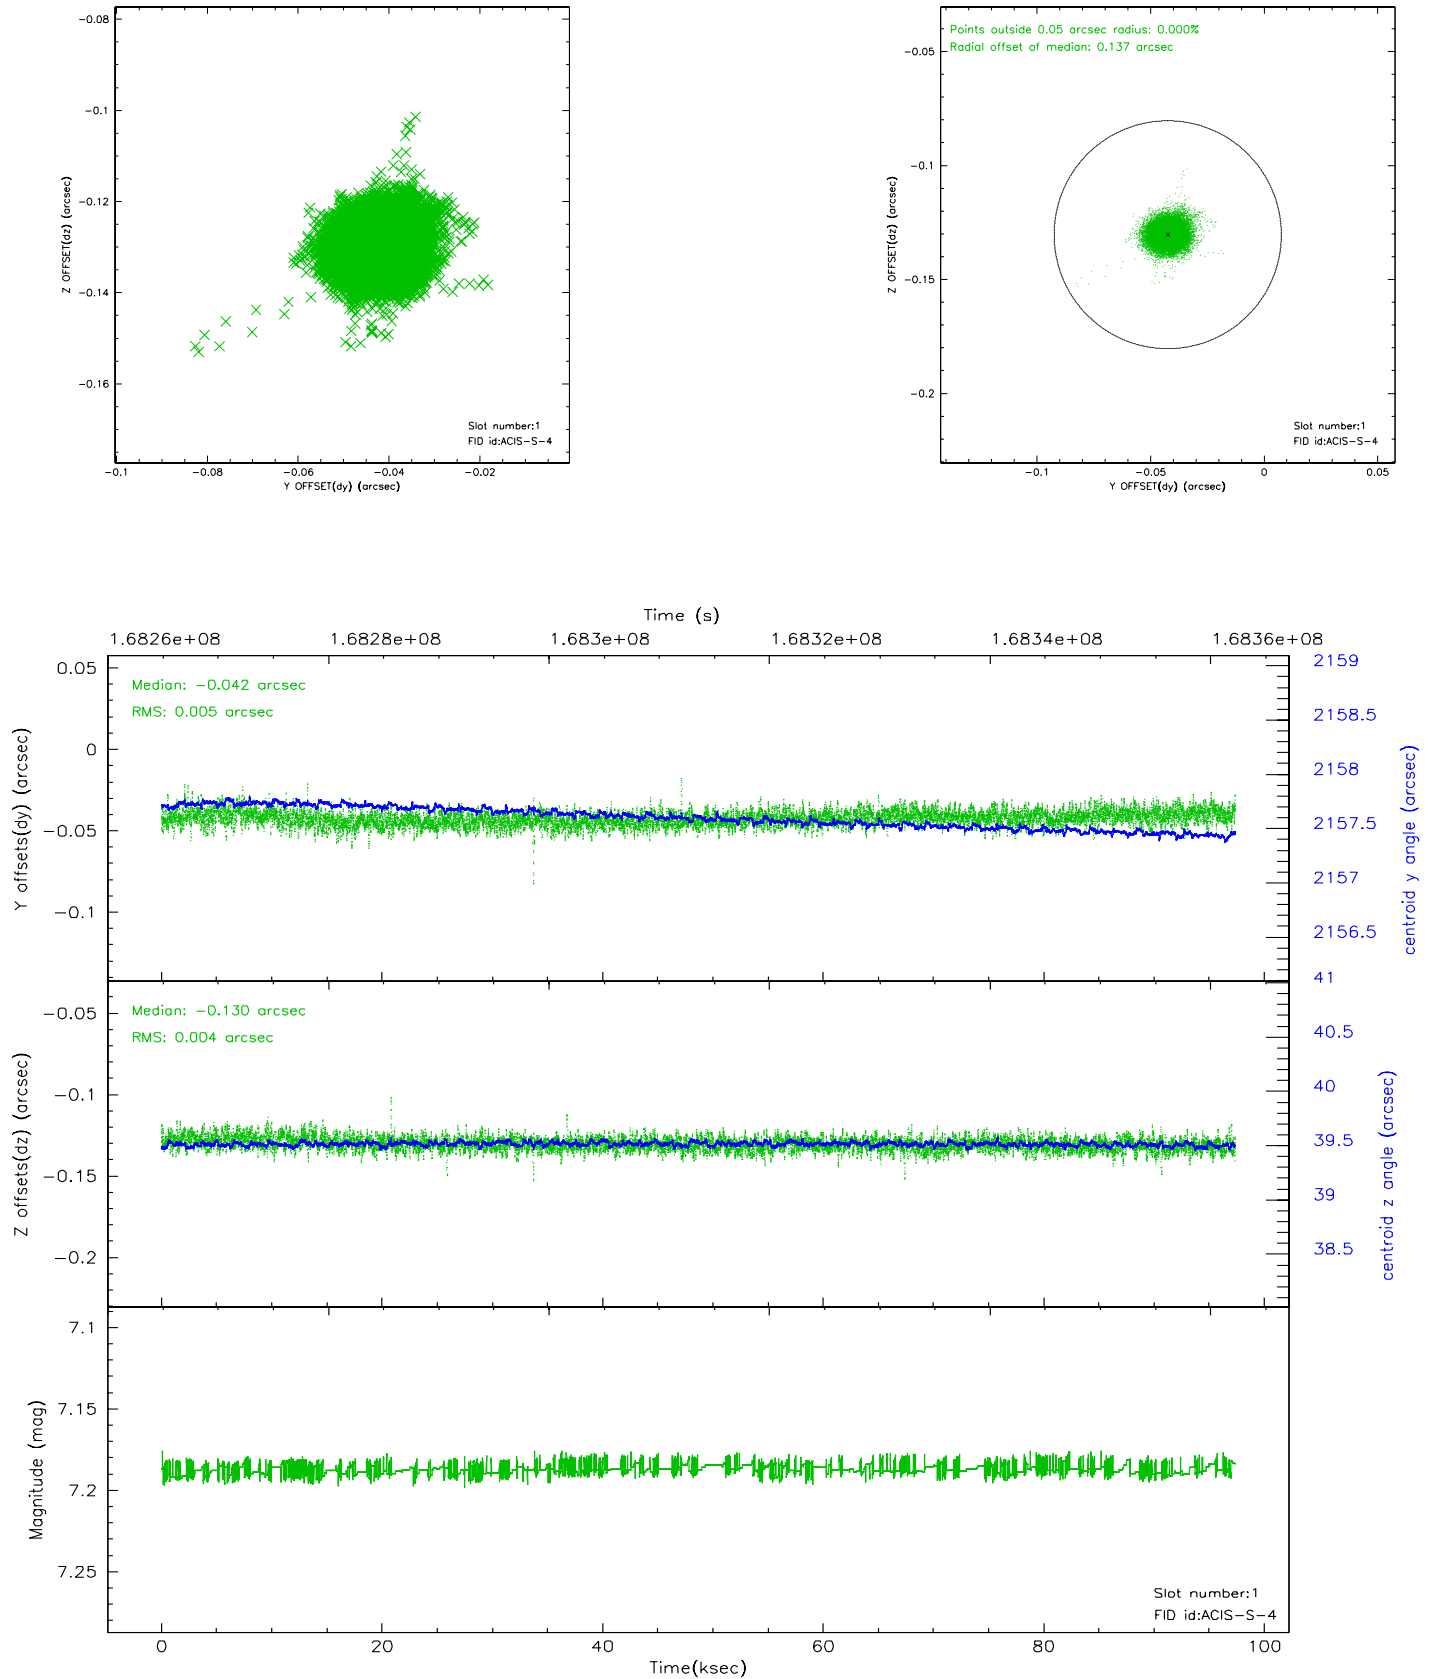 -0.08
-0.1
-0.12
-0.14
-0.16
Z OFFSET(dz) (arcsec)
Slot number:1
FID id:ACIS-S-4
-0.1
-0.08
-0.06
-0.04
-0.02
Y OFFSET(dy) (arcsec)
Points outside 0.05 arcsec radius: 0.000%
Radial offset of median: 0.137 arcsec
-0.05
-0.1
-0.15
-0.2
Z OFFSET(dz) (arcsec)
Slot number:1
FID id:ACIS-S-4
-0.1
-0.05
0
0.05
Y OFFSET(dy) (arcsec)
Time (s)
1.6826e+08
1.6828e+08
1.683e+08
1.6832e+08
1.6834e+08
1.6836e+08
0.05
0
-0.05
-0.1
Y offsets(dy) (arcsec)
Median: -0.042 arcsec
RMS: 0.005 arcsec
2159
2158.5
2158
2157.5
2157
2156.5
centroid y angle (arcsec)
-0.05
-0.1
-0.15
-0.2
Z offsets(dz) (arcsec)
Median: -0.130 arcsec
RMS: 0.004 arcsec
41
40.5
40
39.5
39
38.5
centroid z angle (arcsec)
7.1
7.15
7.2
7.25
Magnitude (mag)
Slot number:1
FID id:ACIS-S-4
0
20
40
60
80
100
Time(ksec)